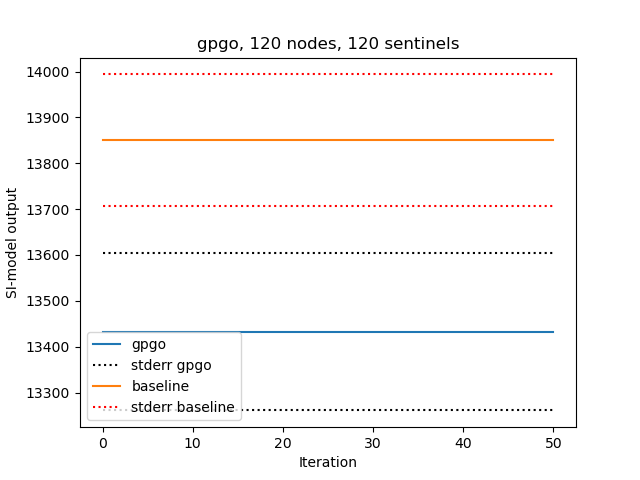 gpgo, 120 nodes, 120 sentinels
14000
13900
13800
13700
13600
13500
13400
13300
SI-model output
gpgo
stderr gpgo
baseline
stderr baseline
0 10 20 30 40 50
Iteration